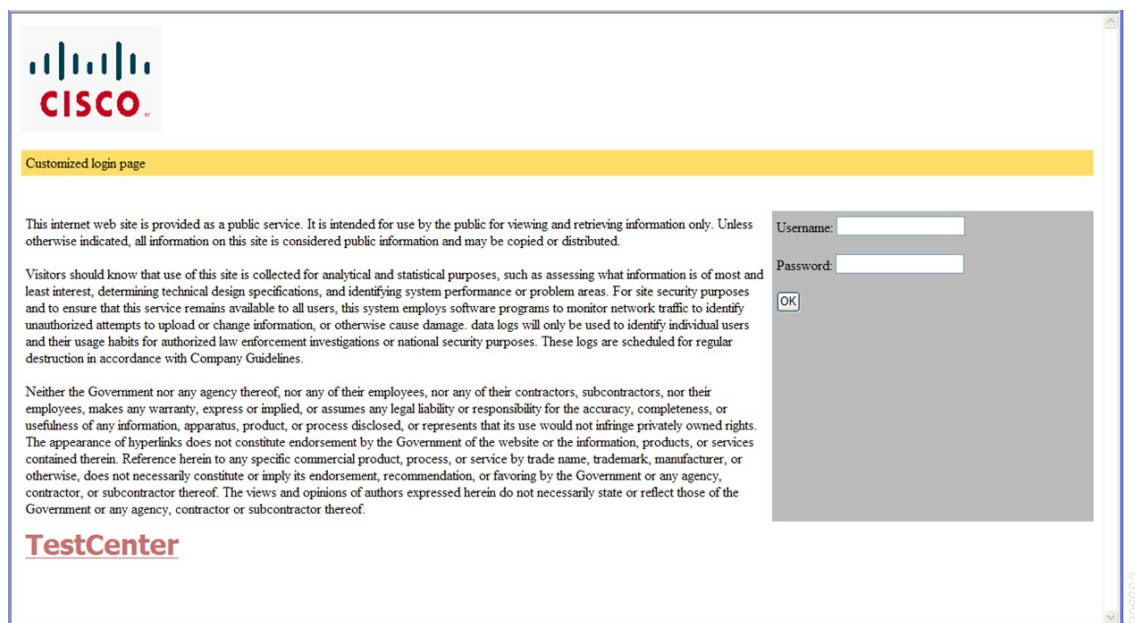 CISCO
Customized login page
This internet web site is provided as a public service. It is intended for use by the public for viewing and retrieving information only. Unless
otherwise indicated, all information on this site is considered public information and may be copied or distributed.
Visitors should know that use of this site is collected for analytical and statistical purposes, such as assessing what information is of most and
least interest, determining technical design specifications, and identifying system performance or problem areas. For site security purposes
and to ensure that this service remains available to all users, this system employs software programs to monitor network traffic to identify
unauthorized attempts to upload or change information, or otherwise cause damage. data logs will only be used to identify individual users
and their usage habits for authorized law enforcement investigations or national security purposes. These logs are scheduled for regular
destruction in accordance with Company Guidelines.
Neither the Government nor any agency thereof, nor any of their employees, nor any of their contractors, subcontractors, nor their
employees, makes any warranty, express or implied, or assumes any legal liability or responsibility for the accuracy, completeness, or
usefulness of any information, apparatus, product, or process disclosed, or represents that its use would not infringe privately owned rights.
The appearance of hyperlinks does not constitute endorsement by the Government of the website or the information, products, or services
contained therein. Reference herein to any specific commercial product, process, or service by trade name, trademark, manufacturer, or
otherwise, does not necessarily constitute or imply its endorsement, recommendation, or favoring by the Government or any agency,
contractor, or subcontractor thereof. The views and opinions of authors expressed herein do not necessarily state or reflect those of the
Government or any agency, contractor or subcontractor thereof.
TestCenter
Username:
Password:
OK